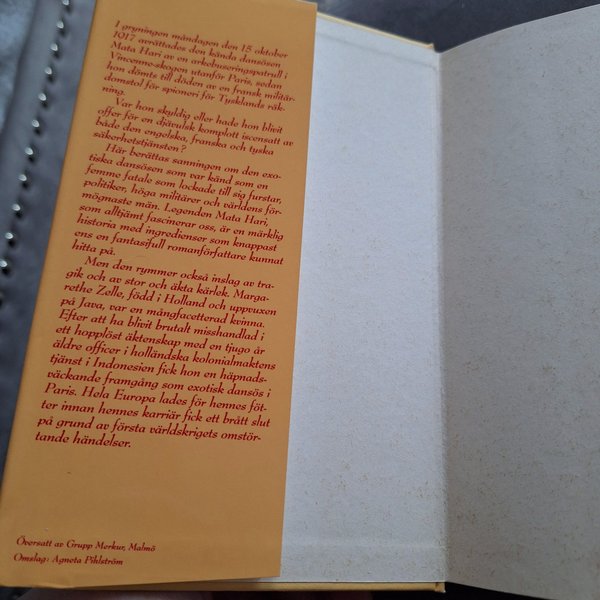 I gryningen måndagen den 15 oktober
1917 avrättades den kända dansösen
Mata Hari av en arkebuseringspatrull i
Vincenne-skogen utanför Paris, sedan
hon dömts till döden av en fransk militär-
domstol för spioneri för Tysklands räk-
ning.
Var hon skyldig eller hade hon blivit
offer för en djävulsk komplott iscensatt av
både den engelska, franska och tyska
säkerhetstjänsten?
Här berättas sanningen om den exo-
tiska dansösen som var känd som en
femme fatale som lockade till sig furstar,
politiker, höga militärer och världens för-
mögnaste män. Legenden Mata Hari,
som alltjämt fascinerar oss, är en märklig
historia med ingredienser som knappast
ens en fantasifull romanförfattare kunnat
hitta på.
Men den rymmer också inslag av tra-
gik och av stor och äkta kärlek. Marga-
rethe Zelle, född i Holland och uppvuxen
på Java, var en mångfacetterad kvinna.
Efter att ha blivit brutalt misshandlad i
ett hopplöst äktenskap med en tjugo år
äldre officer i holländska kolonialmaktens
tjänst i Indonesien fick hon en häpnads-
väckande framgång som exotisk dansös i
Paris. Hela Europa lades för hennes föt-
ter innan hennes karriär fick ett brått slut
på grund av första världskrigets omstör-
tande händelser.
Översatt av Grupp Merkur, Malmö
Omslag: Agneta Pihlström